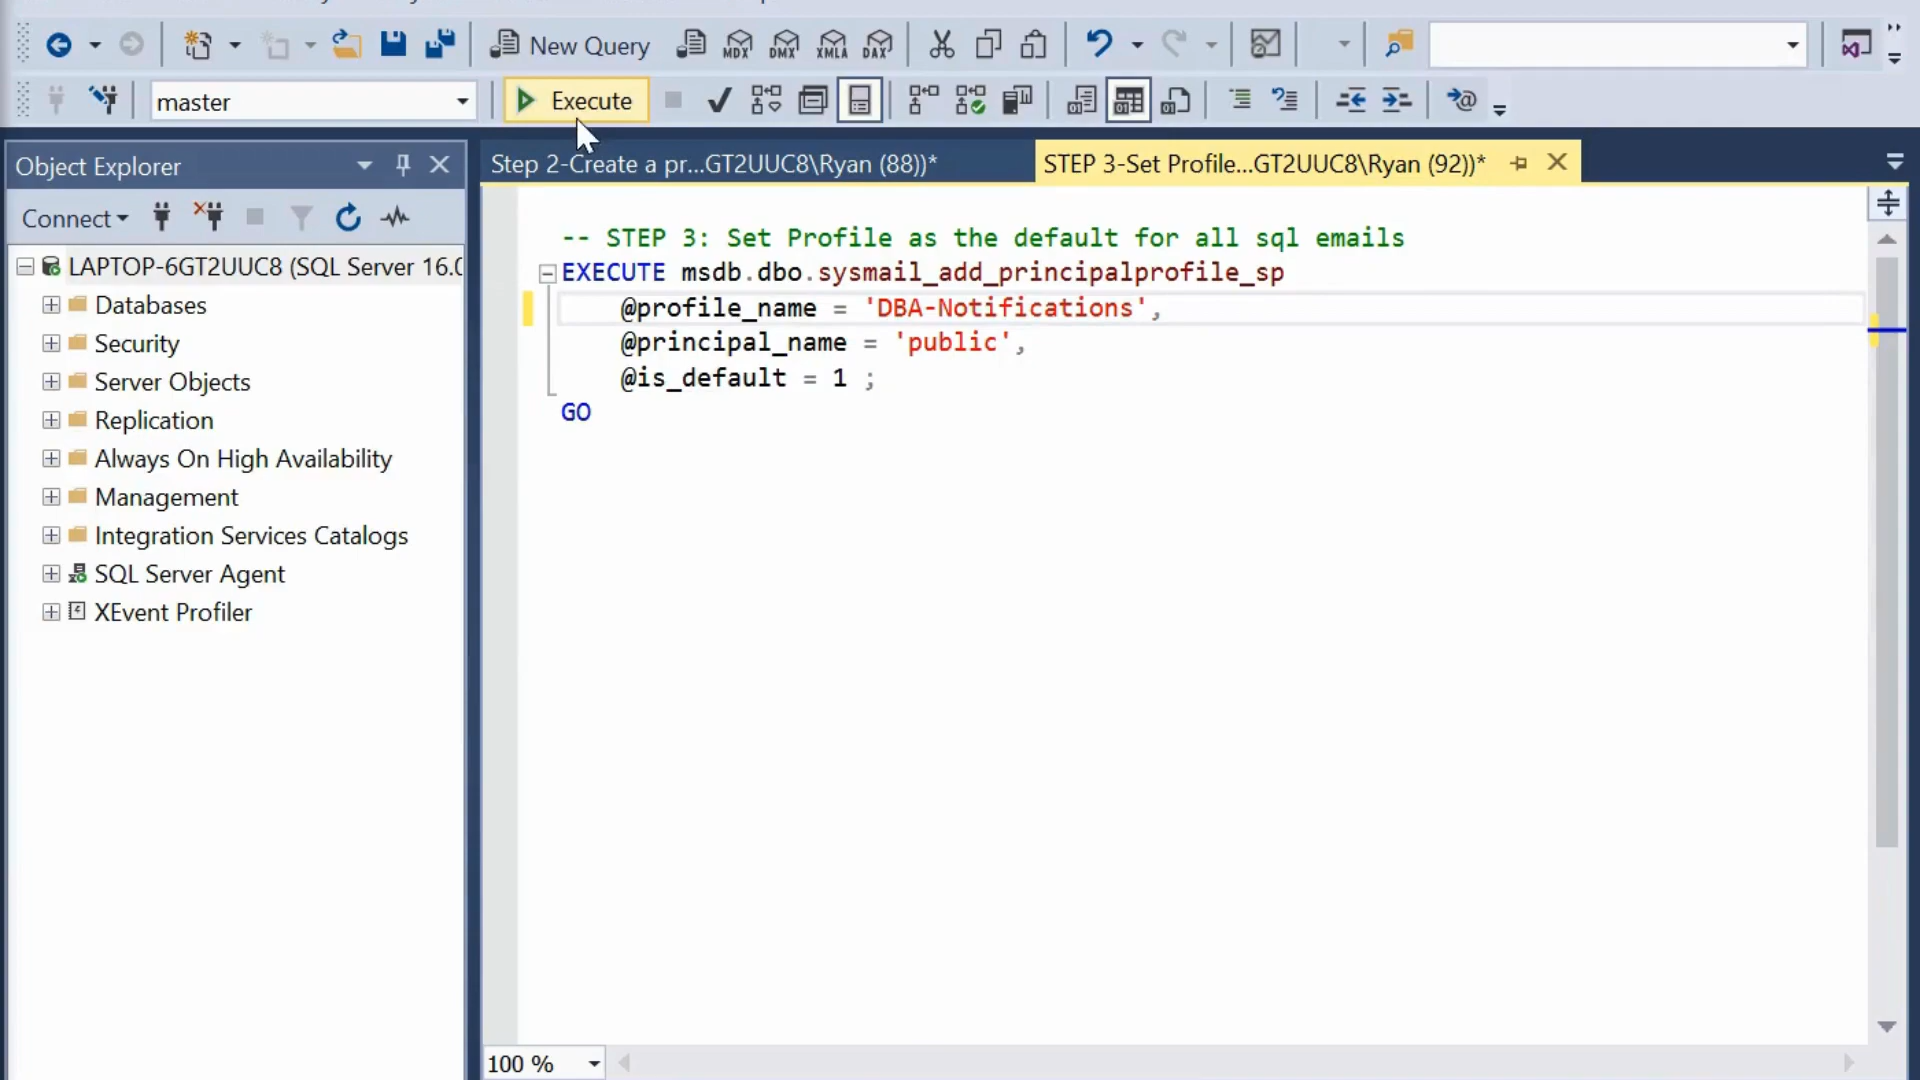 New Query
MDX
DMX
XMLA
DAX
master
Execute
Object Explorer
Step 2-Create a pr...GT2UUC8\Ryan (88))*
STEP 3-Set Profile...GT2UUC8\Ryan (92))*
Connect
LAPTOP-6GT2UUC8 (SQL Server 16.0
Databases
Security
Server Objects
Replication
Always On High Availability
Management
Integration Services Catalogs
SQL Server Agent
XEvent Profiler
-- STEP 3: Set Profile as the default for all sql emails
EXECUTE msdb.dbo.sysmail_add_principalprofile_sp
@profile_name = 'DBA-Notifications',
@principal_name = 'public',
@is_default = 1 ;
GO
100 %